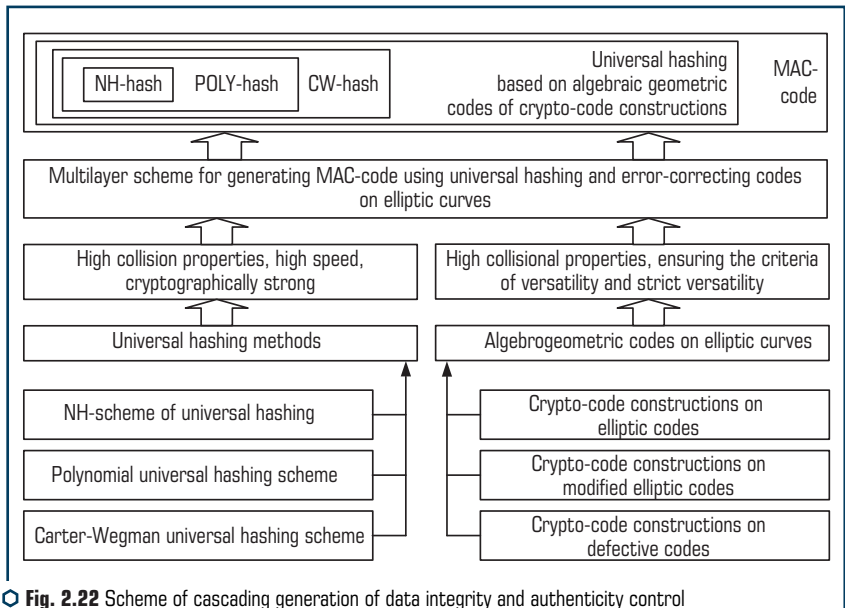 NH-hash
POLY-hash
CW-hash
Universal hashing
based on algebraic geometric
codes of crypto-code constructions
MAC-
code
Multilayer scheme for generating MAC-code using universal hashing and error-correcting codes
on elliptic curves
High collision properties, high speed,
cryptographically strong
High collisional properties, ensuring the criteria
of versatility and strict versatility
Universal hashing methods
Algebrogeometric codes on elliptic curves
NH-scheme of universal hashing
Crypto-code constructions on
elliptic codes
Polynomial universal hashing scheme
Crypto-code constructions on
modified elliptic codes
Carter-Wegman universal hashing scheme
Crypto-code constructions on
defective codes
Fig. 2.22 Scheme of cascading generation of data integrity and authenticity control